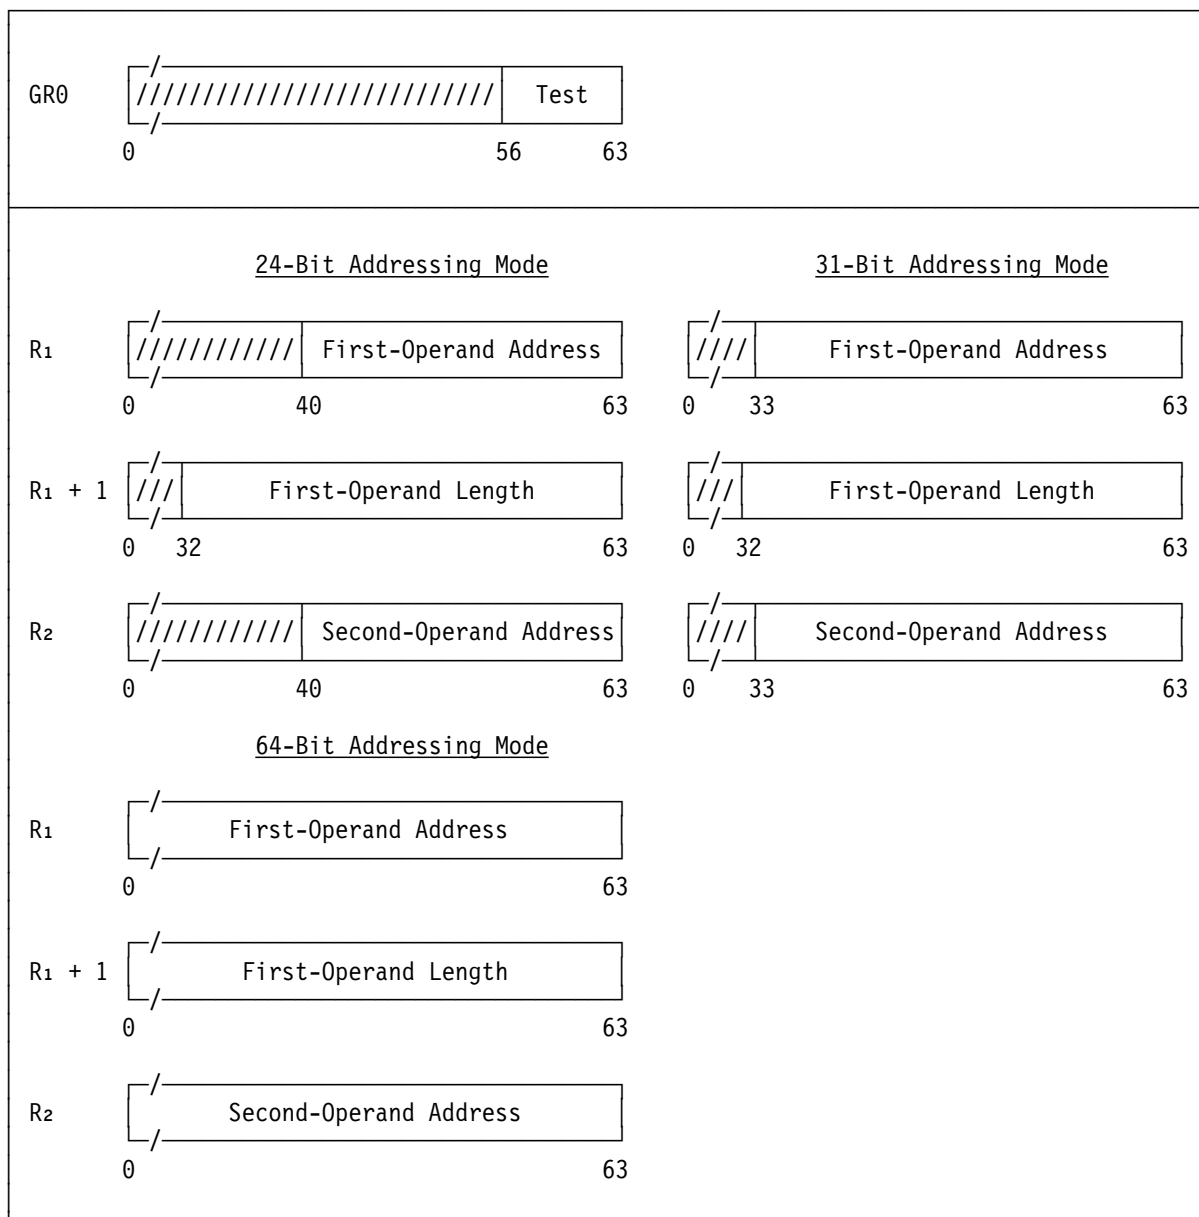 GR0 //////////////////////////// Test
0 56 63
24-Bit Addressing Mode 31-Bit Addressing Mode
R₁ //////////// First-Operand Address //// First-Operand Address
0 40 63 0 33 63
R₁ + 1 /// First-Operand Length /// First-Operand Length
0 32 63 0 32 63
R₂ //////////// Second-Operand Address //// Second-Operand Address
0 40 63 0 33 63
64-Bit Addressing Mode
R₁ First-Operand Address
0 63
R₁ + 1 First-Operand Length
0 63
R₂ Second-Operand Address
0 63